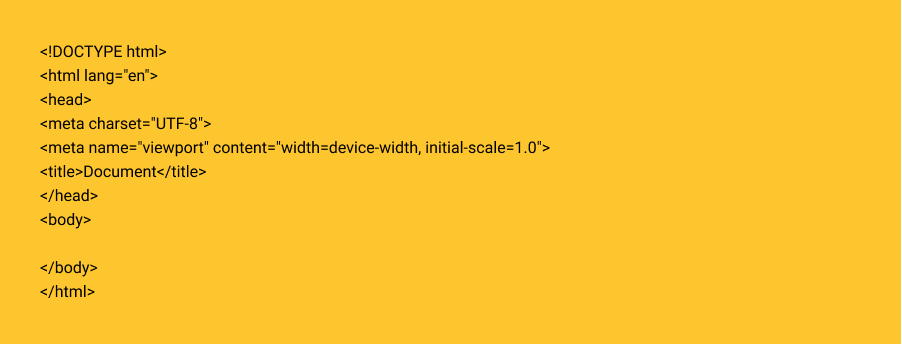 <!DOCTYPE html>
<html lang="en">
<head>
<meta charset="UTF-8">
<meta name="viewport" content="width=device-width, initial-scale=1.0">
<title>Document</title>
</head>
<body>

</body>
</html>